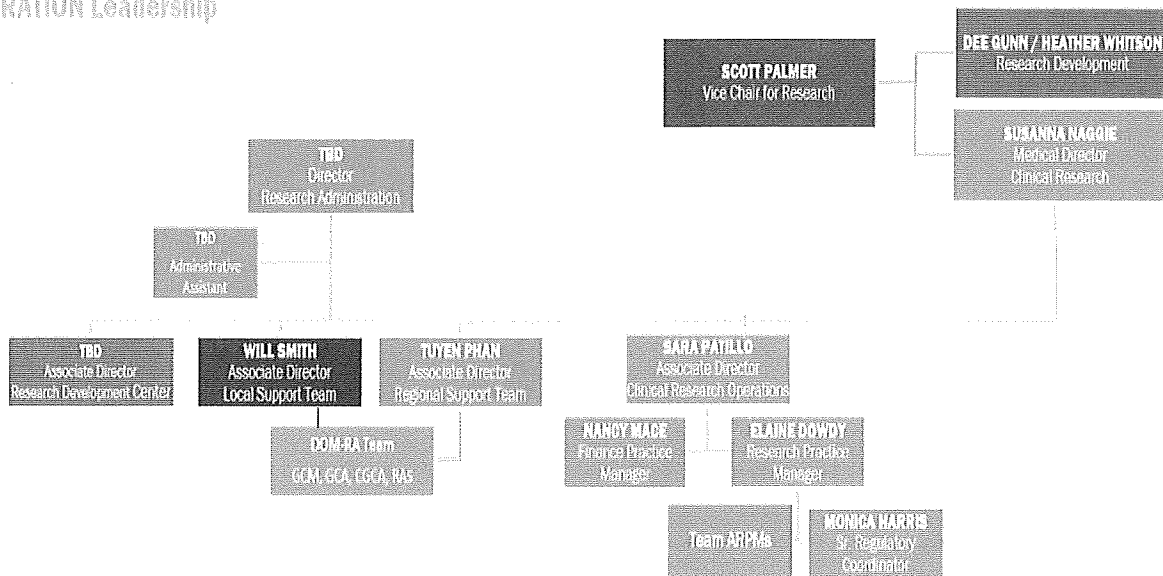 RATION Leadership
SCOTT PALMER
Vice Chair for Research
DEE GUNN / HEATHER WHITSON
Research Development
SUSANNA NAGGIE
Medical Director
Clinical Research
TBD
Director
Research Administration
TBD
Administrative
Assistant
TBD
Associate Director
Research Development Center
WILL SMITH
Associate Director
Local Support Team
TUYEN PHAN
Associate Director
Regional Support Team
SARA PATILLO
Associate Director
Clinical Research Operations
DOM-RA Team
GCM, GCA, CGCA, RAs
NANCY MACE
Finance Practice
Manager
ELAINE DOWDY
Research Practice
Manager
Team ARPMs
MONICA HARRIS
Sr. Regulatory
Coordinator